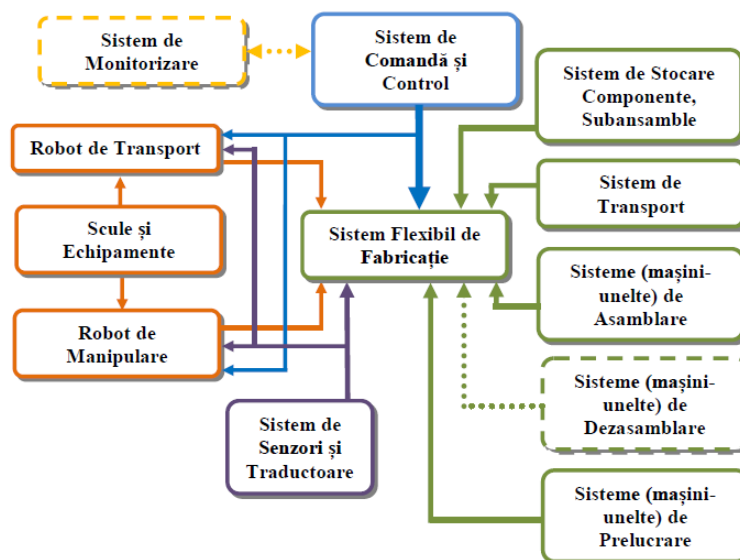 Sistem de
Monitorizare
Sistem de
Comandă și
Control
Sistem de Stocare
Componente,
Subansamble
Robot de Transport
Sistem de
Transport
Scule și
Echipamente
Sistem Flexibil de
Fabricație
Sisteme (mașini-
unelte) de
Asamblare
Robot de
Manipulare
Sisteme (mașini-
unelte) de
Dezasamblare
Sistem de
Senzori și
Traductoare
Sisteme (mașini-
unelte) de
Prelucrare